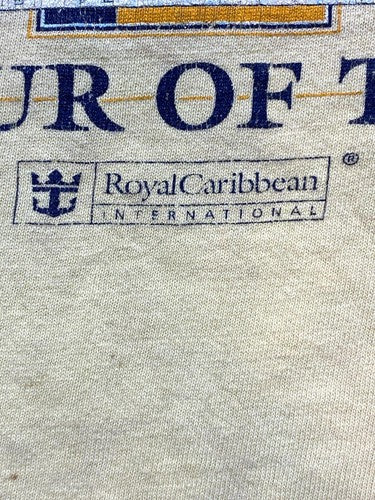 UR OF T
®
RoyalCaribbean
INTERNATIONAL